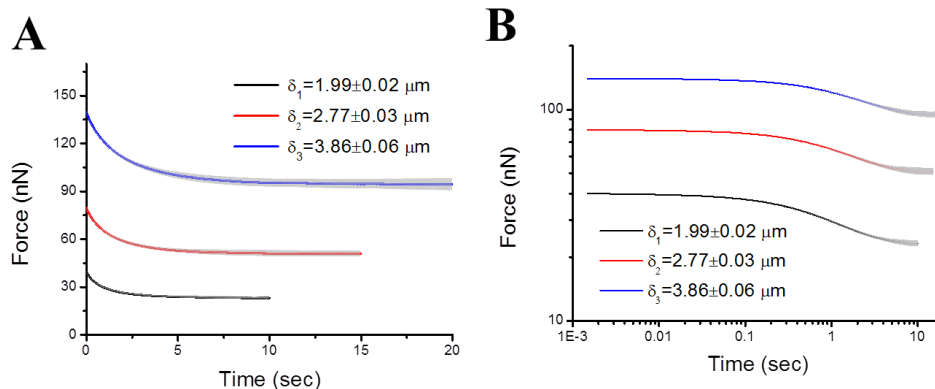 A
Force (nN)
150
120
90
60
30
0
δ₁=1.99±0.02 μm
δ₂=2.77±0.03 μm
δ₃=3.86±0.06 μm
0 5 10 15 20
Time (sec)
B
Force (nN)
100
10
δ₁=1.99±0.02 μm
δ₂=2.77±0.03 μm
δ₃=3.86±0.06 μm
1E-3 0.01 0.1 1 10
Time (sec)